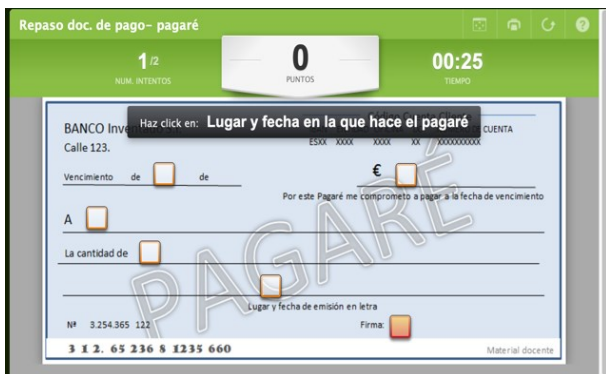 Repaso doc. de pago– pagaré
1/2
NUM. INTENTOS
0
PUNTOS
00:25
TIEMPO
Haz click en: Lugar y fecha en la que hace el pagaré
BANCO Inve
CUENTA
Calle 123.
ESXX XXXX XXXX XX XXXXXXXXXX
Vencimiento de de
€
Por este Pagaré me comprometo a pagar a la fecha de vencimiento
A
La cantidad de
PAGARÉ
Lugar y fecha de emisión en letra
Nº 3.254.365 122
Firma:
3 1 2. 65 236 8 1235 660
Material docente